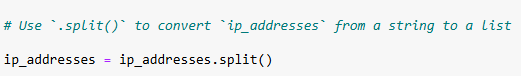 # Use `.split()` to convert `ip_addresses` from a string to a list
ip_addresses = ip_addresses.split()